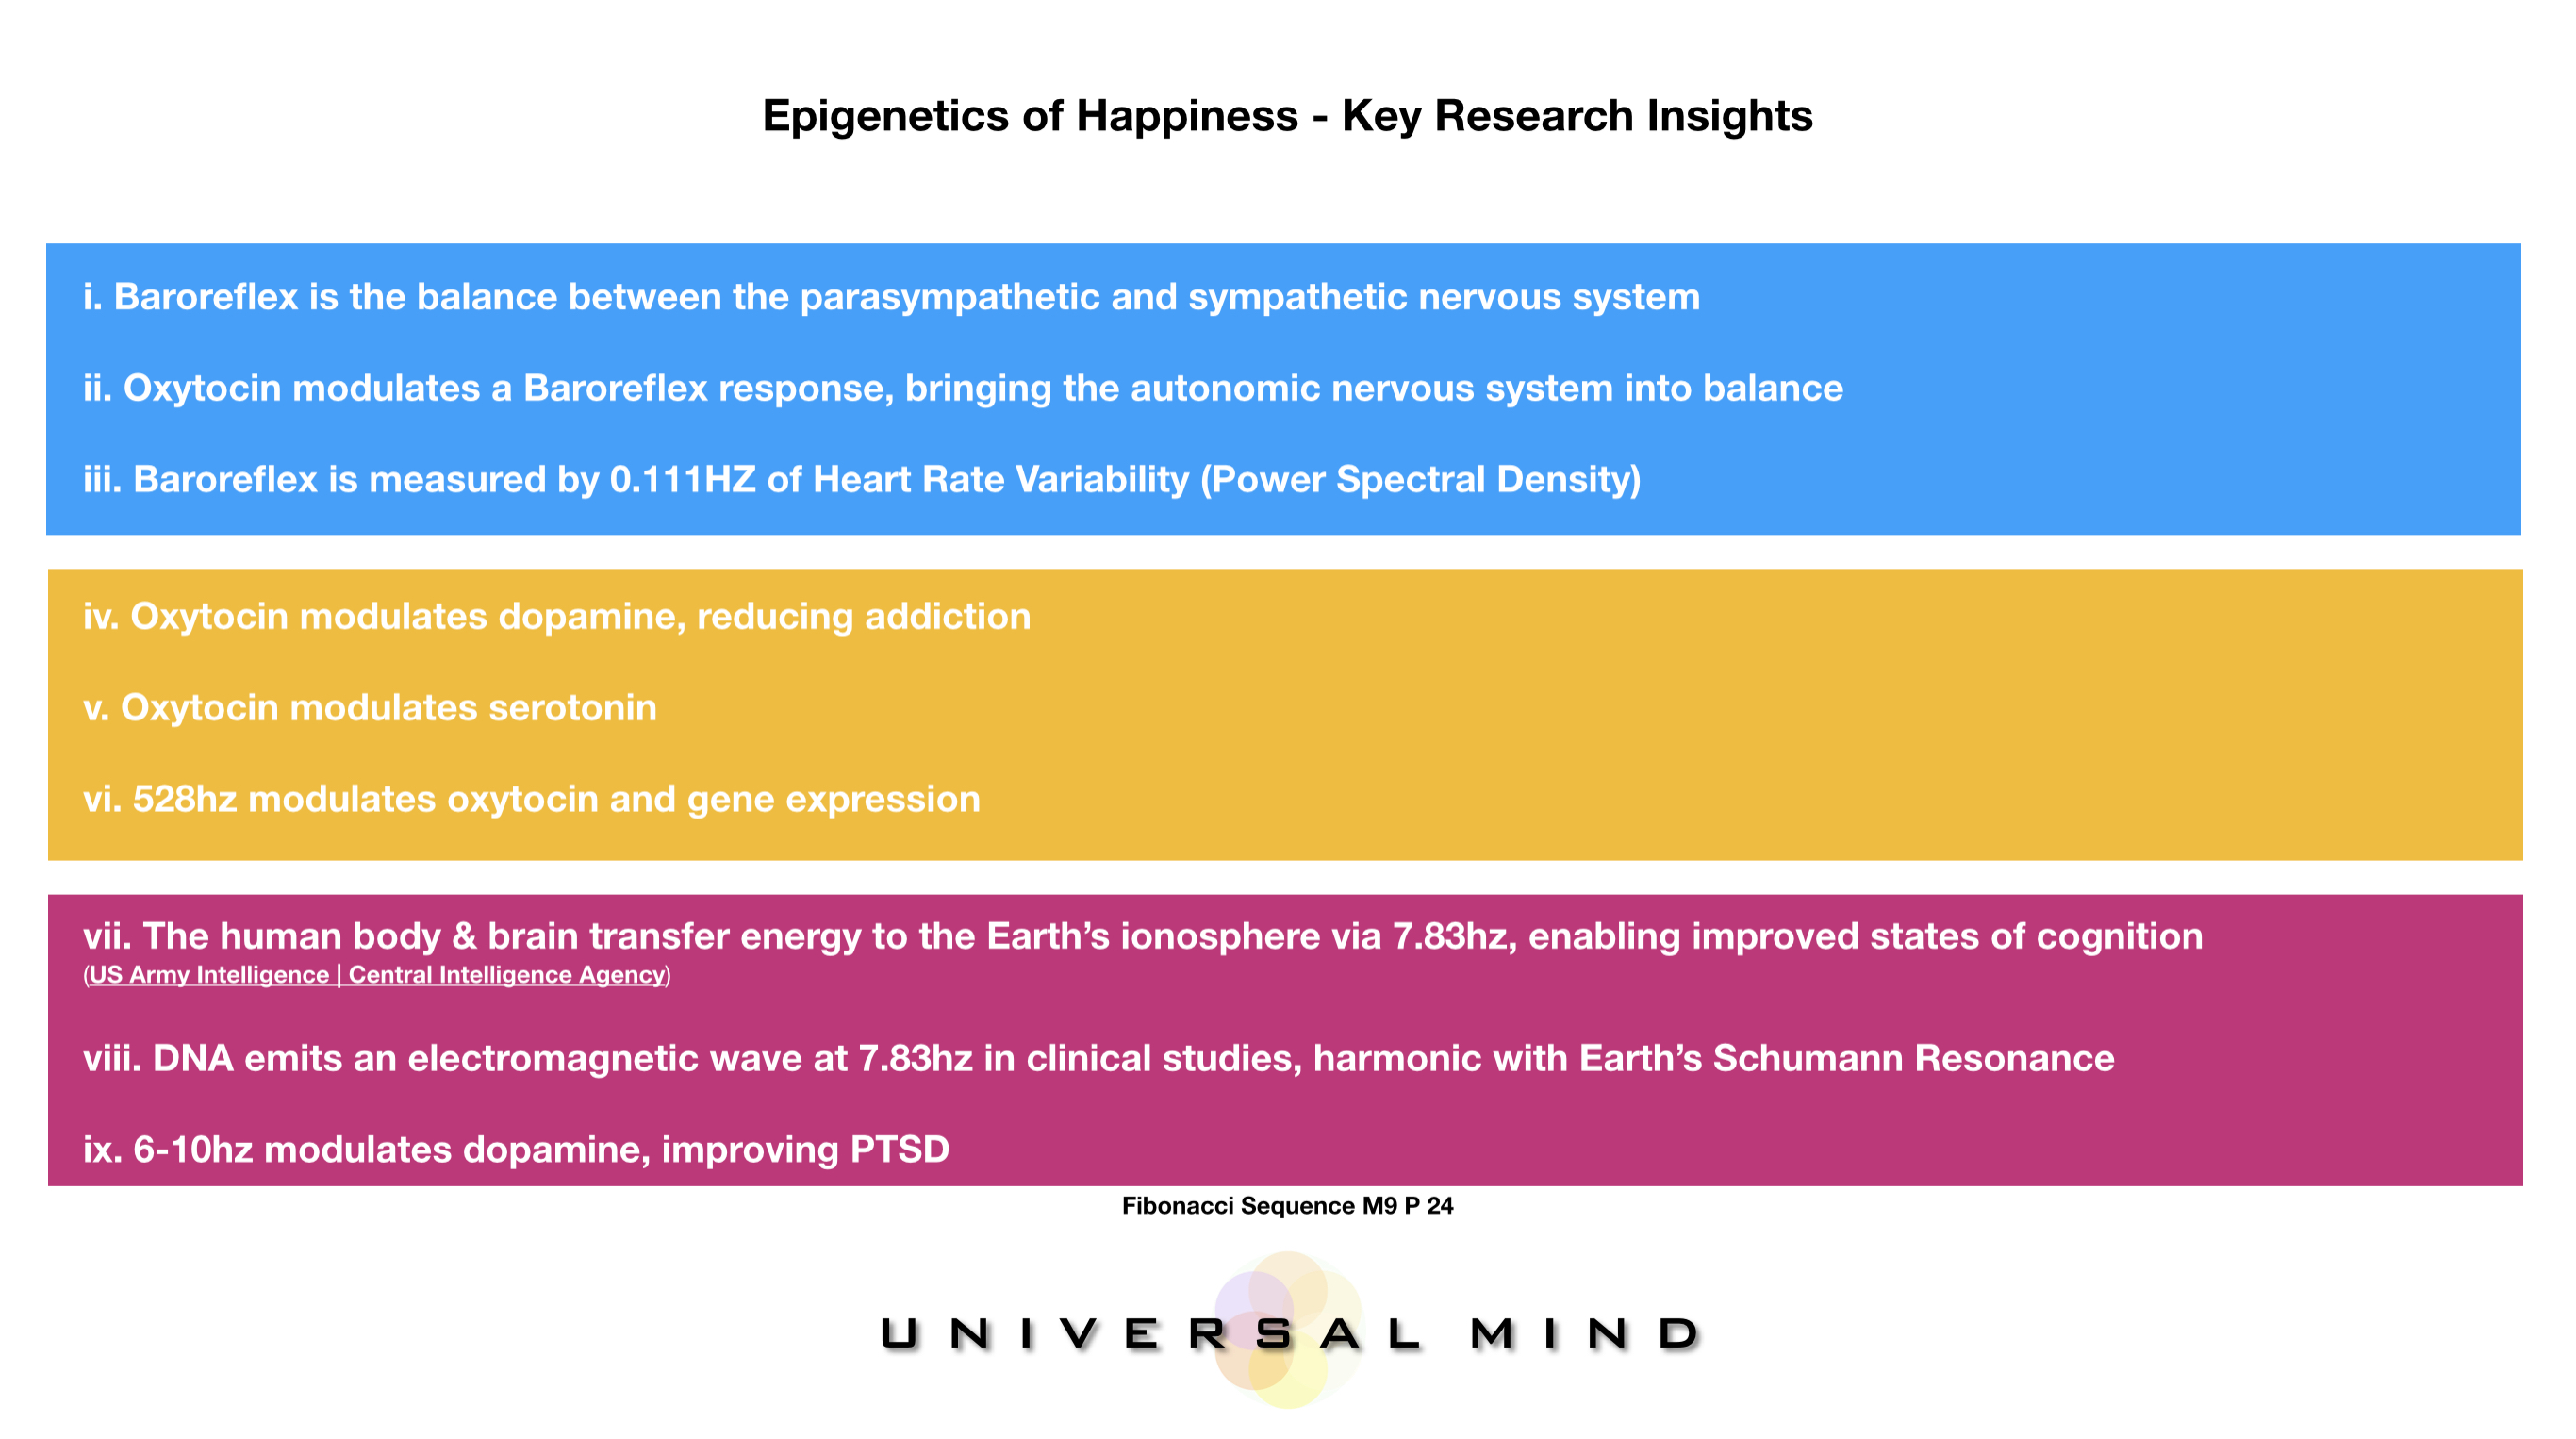 Epigenetics of Happiness - Key Research Insights
i. Baroreflex is the balance between the parasympathetic and sympathetic nervous system
ii. Oxytocin modulates a Baroreflex response, bringing the autonomic nervous system into balance
iii. Baroreflex is measured by 0.111HZ of Heart Rate Variability (Power Spectral Density)
iv. Oxytocin modulates dopamine, reducing addiction
v. Oxytocin modulates serotonin
vi. 528hz modulates oxytocin and gene expression
vii. The human body & brain transfer energy to the Earth’s ionosphere via 7.83hz, enabling improved states of cognition
(US Army Intelligence | Central Intelligence Agency)
viii. DNA emits an electromagnetic wave at 7.83hz in clinical studies, harmonic with Earth’s Schumann Resonance
ix. 6-10hz modulates dopamine, improving PTSD
Fibonacci Sequence M9 P 24
UNIVERSAL MIND